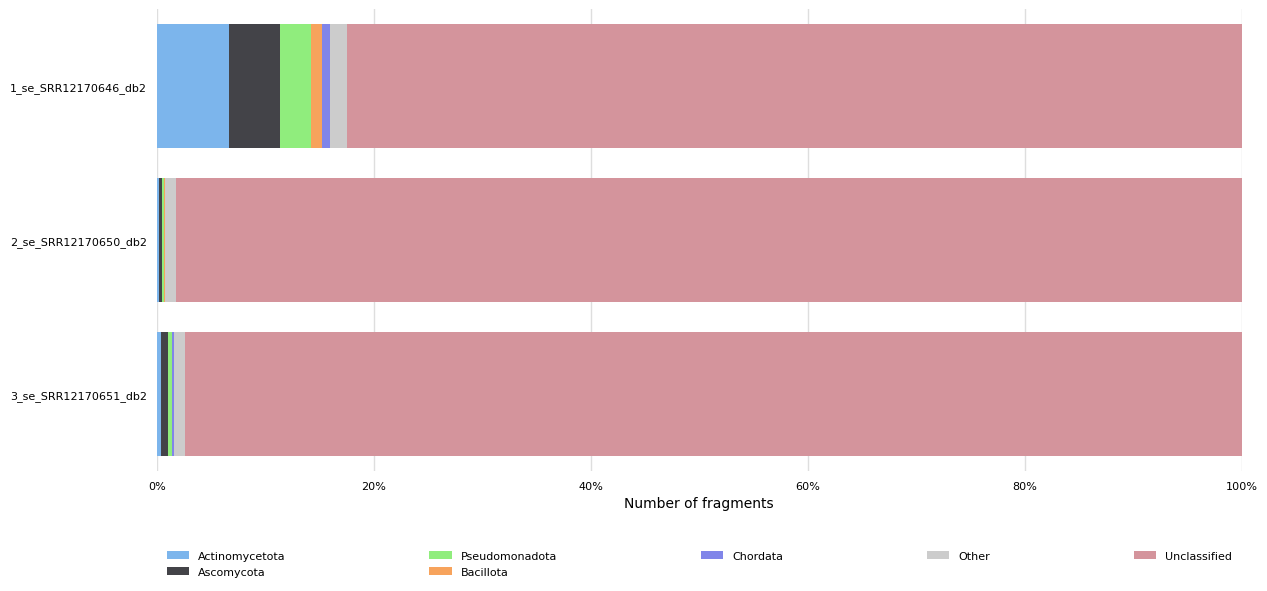 1_se_SRR12170646_db2
2_se_SRR12170650_db2
3_se_SRR12170651_db2
0% 20% 40% 60% 80% 100%
Number of fragments
Actinomycetota Pseudomonadota Chordata Other Unclassified
Ascomycota Bacillota